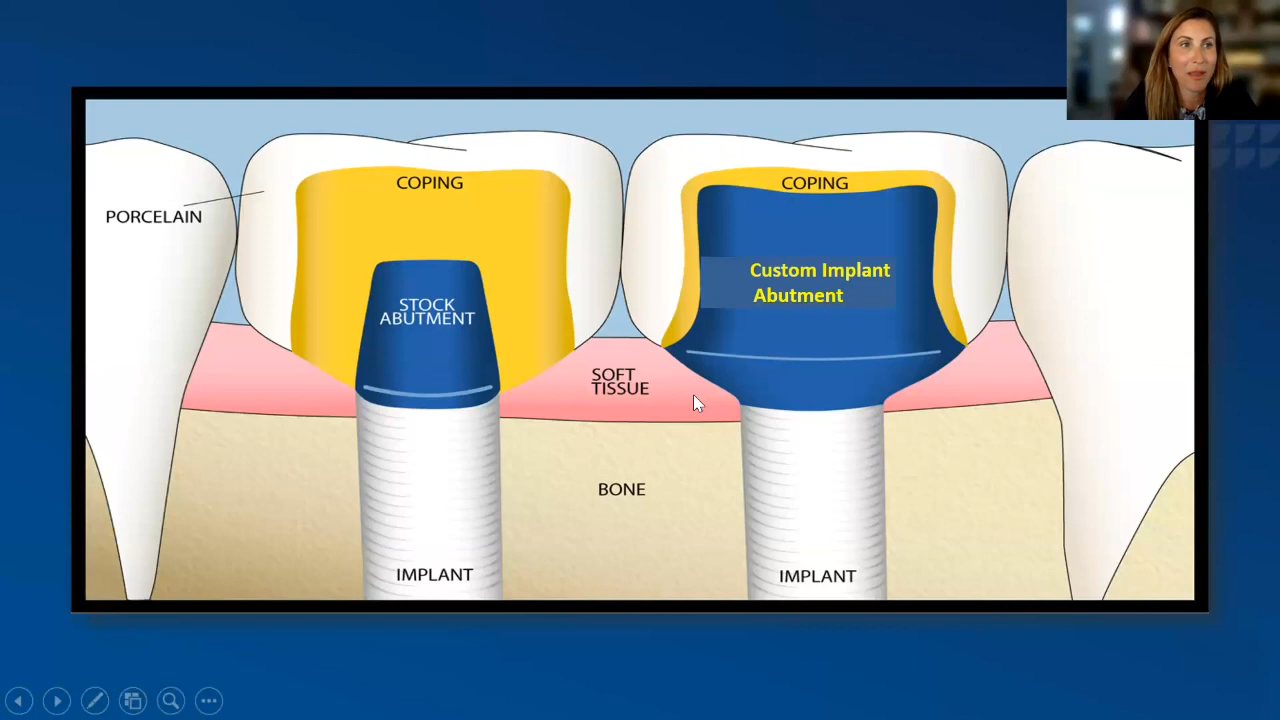 COPING
COPING
PORCELAIN
Custom Implant
Abutment
STOCK
ABUTMENT
SOFT
TISSUE
BONE
IMPLANT
IMPLANT